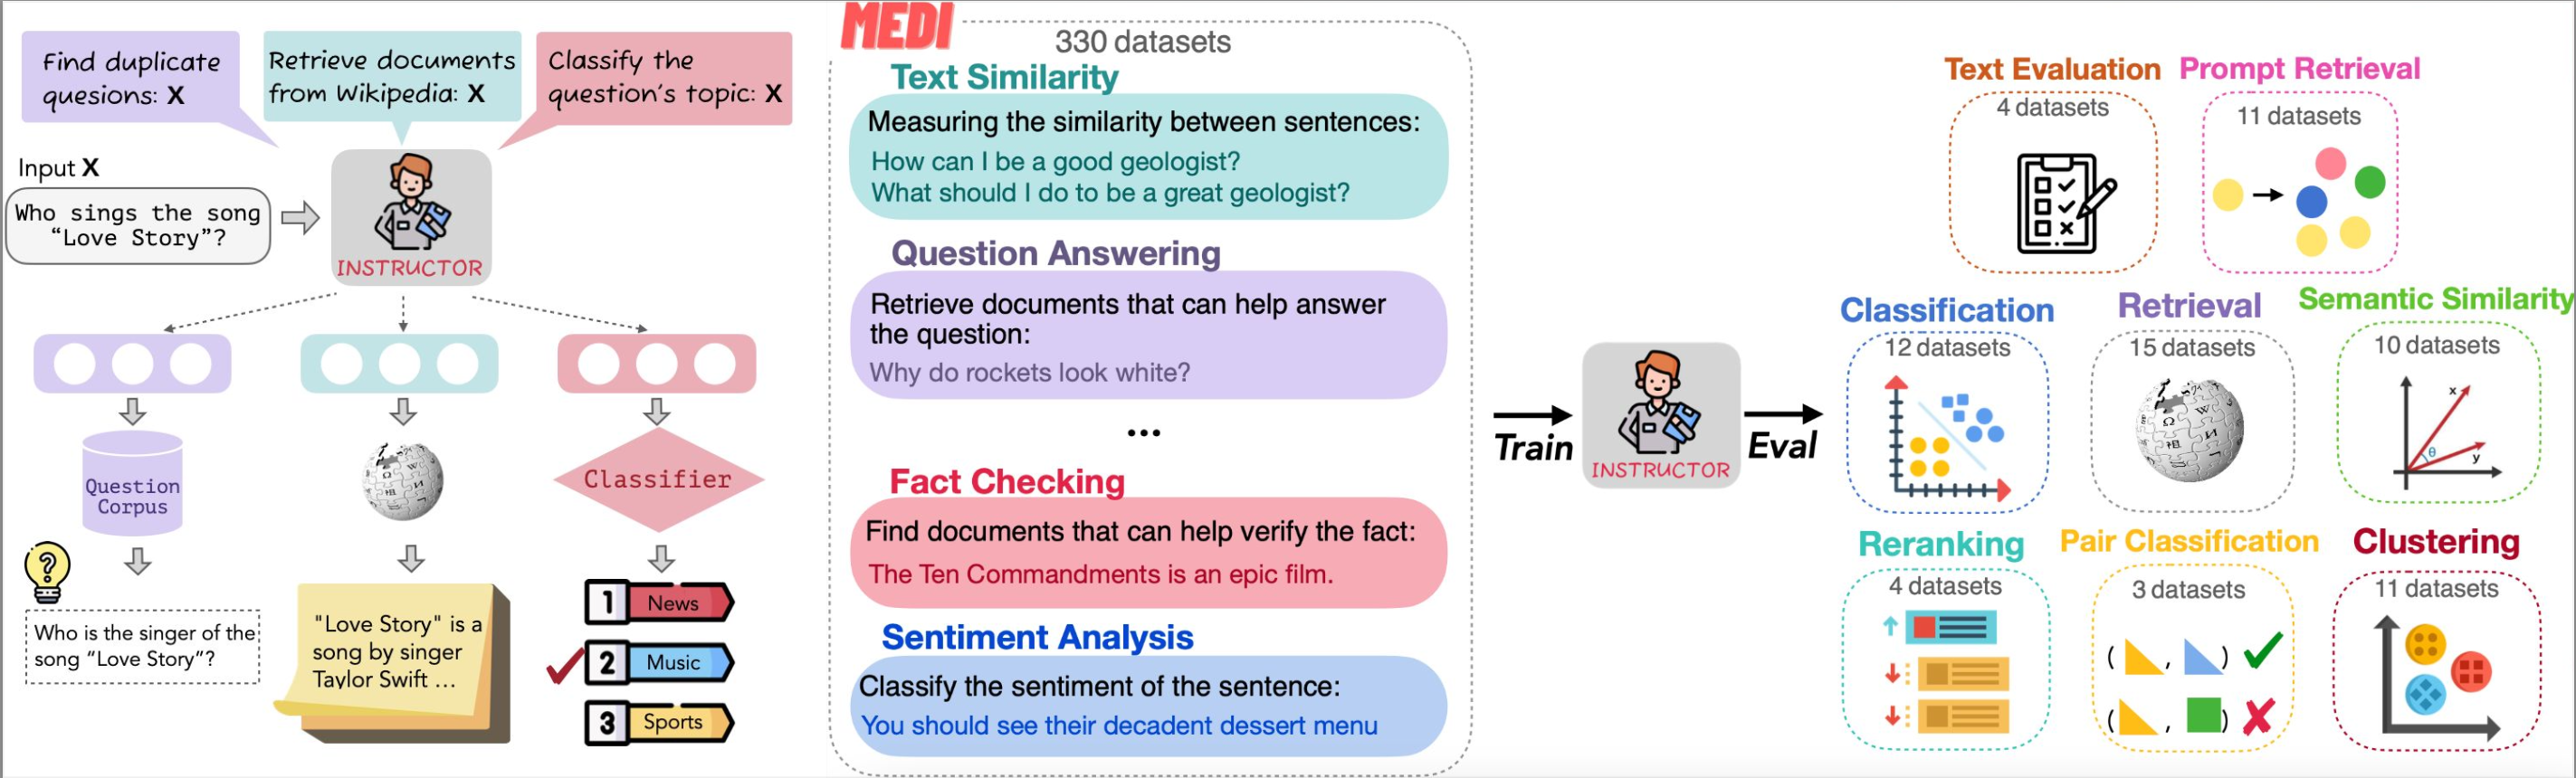 Find duplicate
quesions: X
Retrieve documents
from Wikipedia: X
Classify the
question's topic: X
Input X
Who sings the song
“Love Story”?
INSTRUCTOR
Question
Corpus
Classifier
Who is the singer of the
song “Love Story”?
"Love Story" is a
song by singer
Taylor Swift ...
1 News
2 Music
3 Sports
MEDI
330 datasets
Text Similarity
Measuring the similarity between sentences:
How can I be a good geologist?
What should I do to be a great geologist?
Question Answering
Retrieve documents that can help answer
the question:
Why do rockets look white?
...
Fact Checking
Find documents that can help verify the fact:
The Ten Commandments is an epic film.
Sentiment Analysis
Classify the sentiment of the sentence:
You should see their decadent dessert menu
Train
INSTRUCTOR
Eval
Text Evaluation
4 datasets
Prompt Retrieval
11 datasets
Classification
12 datasets
Retrieval
15 datasets
Semantic Similarity
10 datasets
x
θ
y
Reranking
4 datasets
Pair Classification
3 datasets
( , )
( , )
Clustering
11 datasets